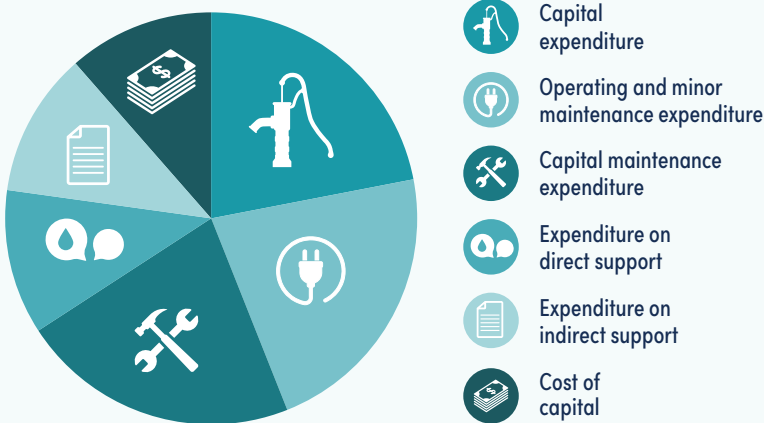 Capital
expenditure
Operating and minor
maintenance expenditure
Capital maintenance
expenditure
Expenditure on
direct support
Expenditure on
indirect support
Cost of
capital